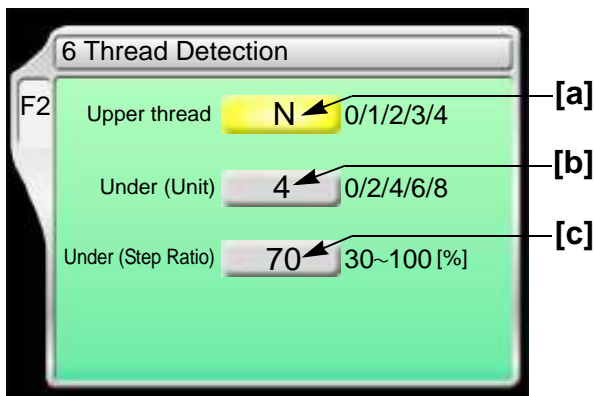 6 Thread Detection
F2
Upper thread N 0/1/2/3/4 [a]
Under (Unit) 4 0/2/4/6/8 [b]
Under (Step Ratio) 70 30~100 [%] [c]